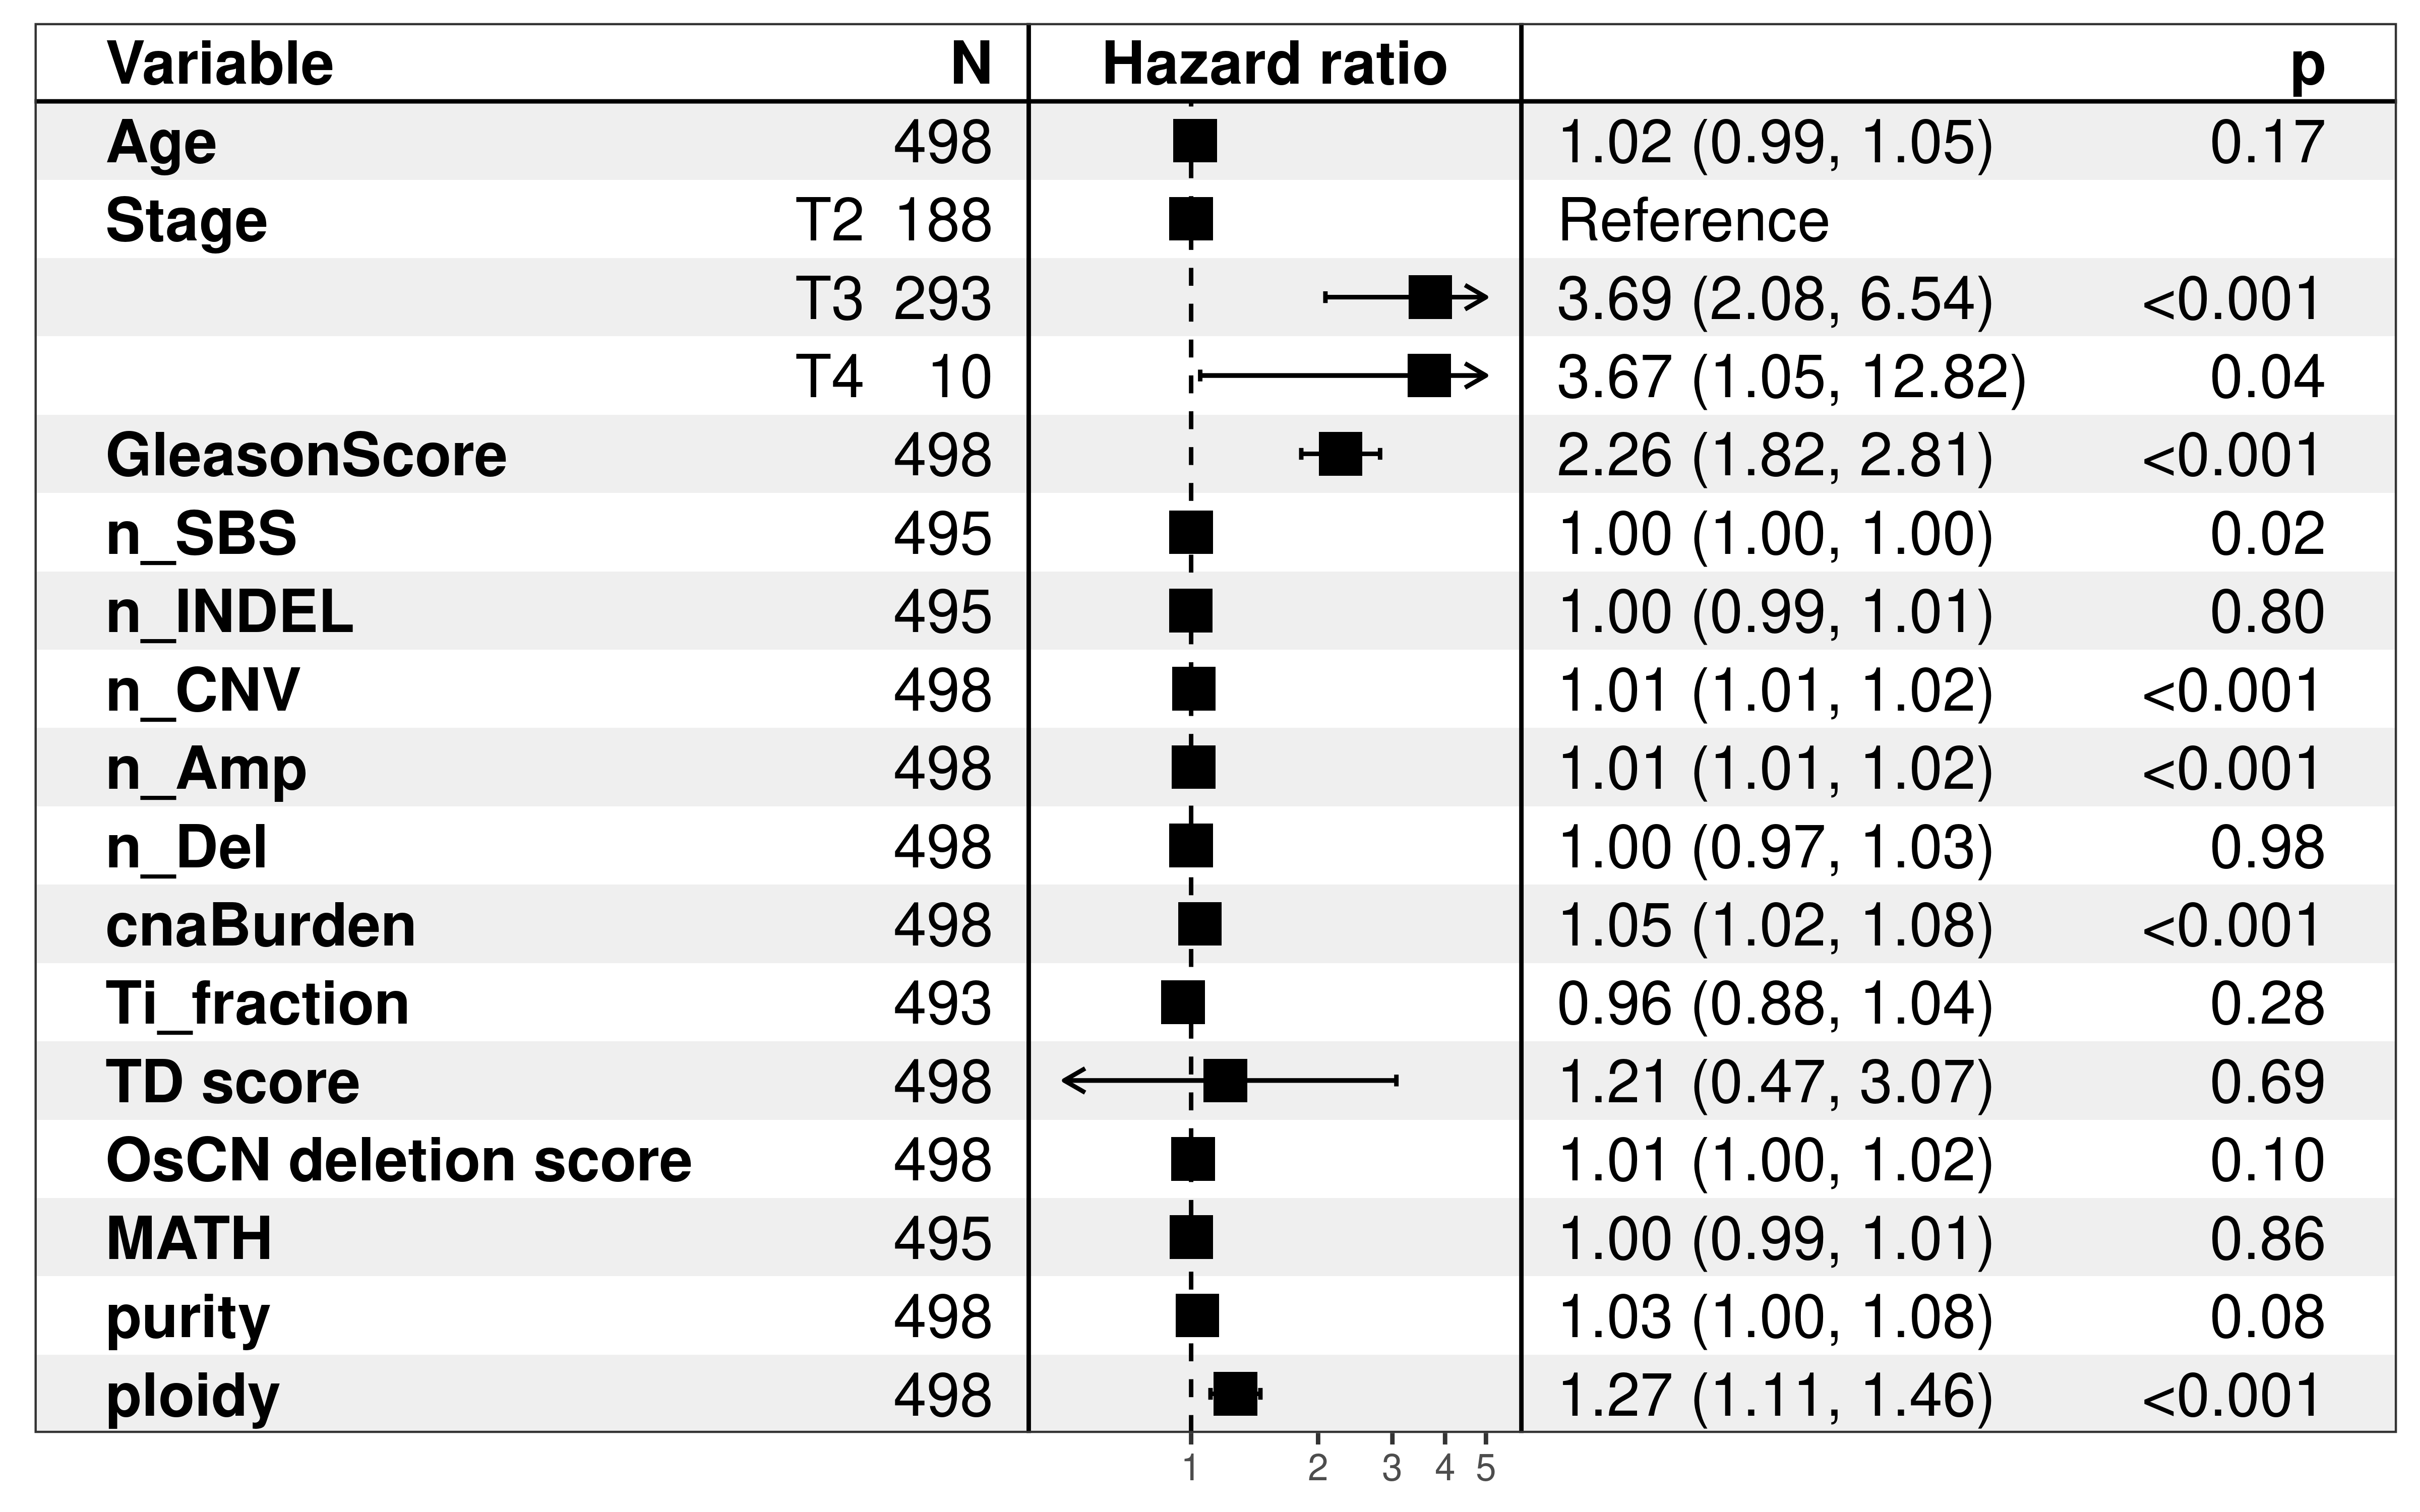 Variable N Hazard ratio p
Age 498 1.02 (0.99, 1.05) 0.17
Stage T2 188 Reference
T3 293 3.69 (2.08, 6.54) <0.001
T4 10 3.67 (1.05, 12.82) 0.04
GleasonScore 498 2.26 (1.82, 2.81) <0.001
n_SBS 495 1.00 (1.00, 1.00) 0.02
n_INDEL 495 1.00 (0.99, 1.01) 0.80
n_CNV 498 1.01 (1.01, 1.02) <0.001
n_Amp 498 1.01 (1.01, 1.02) <0.001
n_Del 498 1.00 (0.97, 1.03) 0.98
cnaBurden 498 1.05 (1.02, 1.08) <0.001
Ti_fraction 493 0.96 (0.88, 1.04) 0.28
TD score 498 1.21 (0.47, 3.07) 0.69
OsCN deletion score 498 1.01 (1.00, 1.02) 0.10
MATH 495 1.00 (0.99, 1.01) 0.86
purity 498 1.03 (1.00, 1.08) 0.08
ploidy 498 1.27 (1.11, 1.46) <0.001
1 2 3 4 5